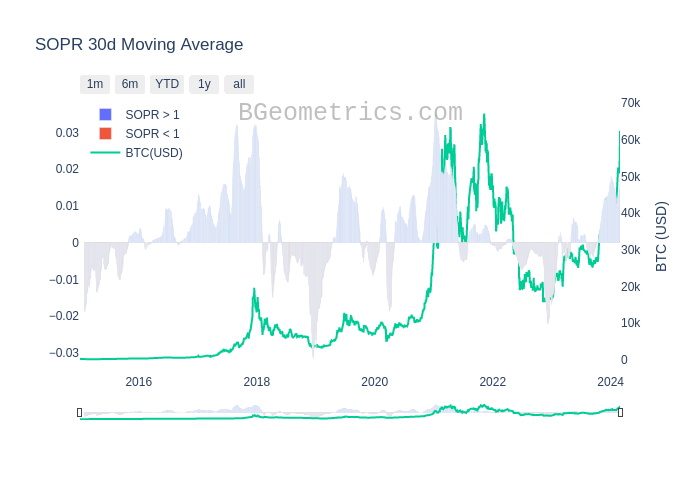 SOPR 30d Moving Average
1m 6m YTD 1y all
BGeometrics.com
SOPR > 1
SOPR < 1
BTC(USD)
0.03
0.02
0.01
0
−0.01
−0.02
−0.03
70k
60k
50k
40k
30k
20k
10k
0
BTC (USD)
2016 2018 2020 2022 2024